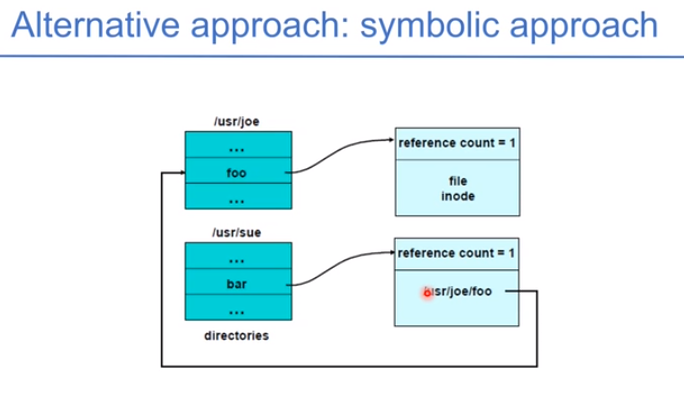 Alternative approach: symbolic approach
/usr/joe
...
foo
...
reference count = 1
file
inode
/usr/sue
...
bar
...
directories
reference count = 1
/usr/joe/foo